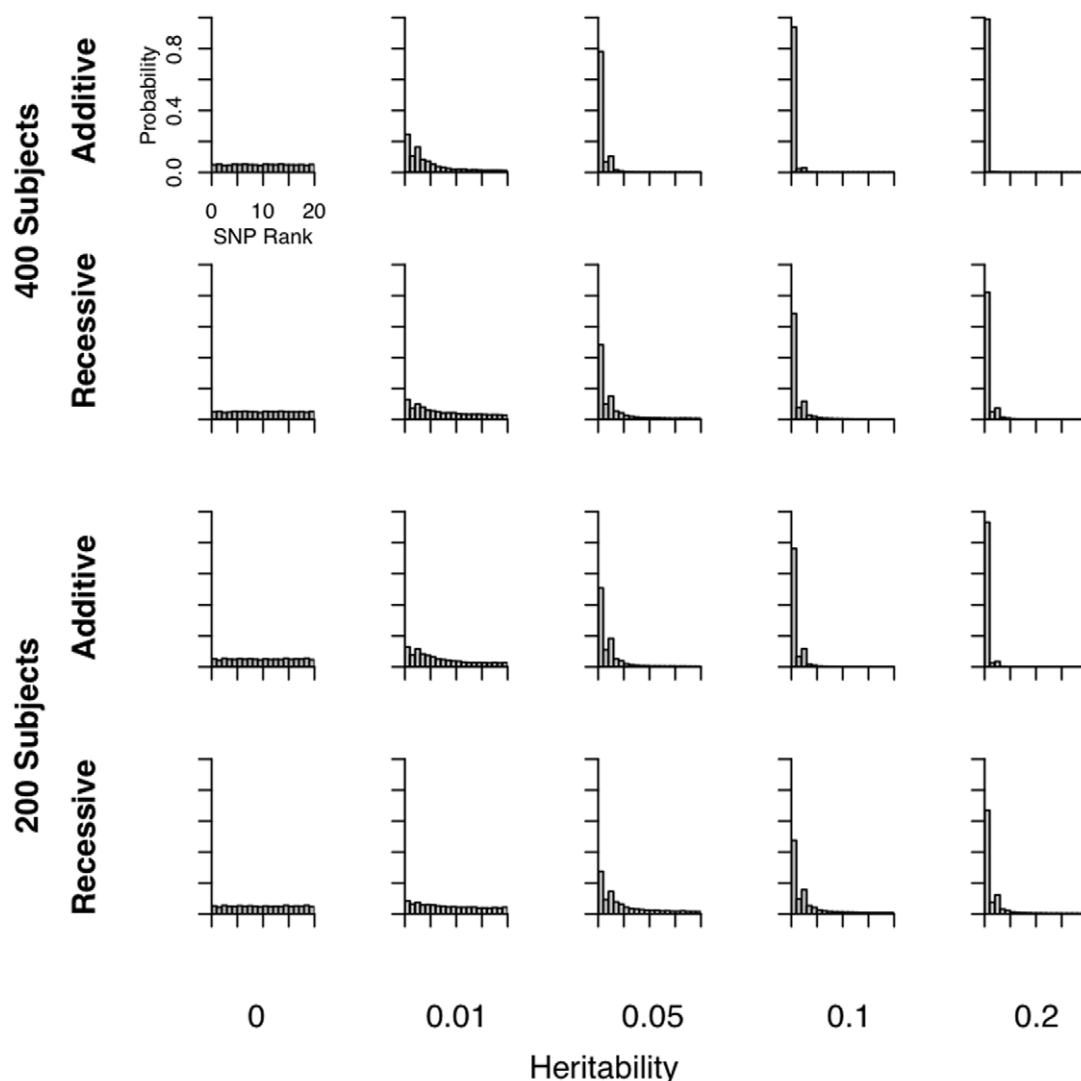 400 Subjects
Additive
Probability
0.0 0.4 0.8
0 10 20
SNP Rank
Recessive
200 Subjects
Additive
Recessive
0 0.01 0.05 0.1 0.2
Heritability